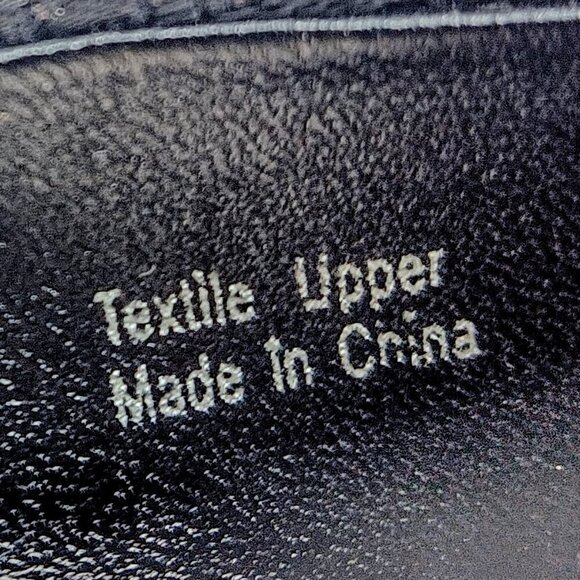 Textile Upper
Made In China